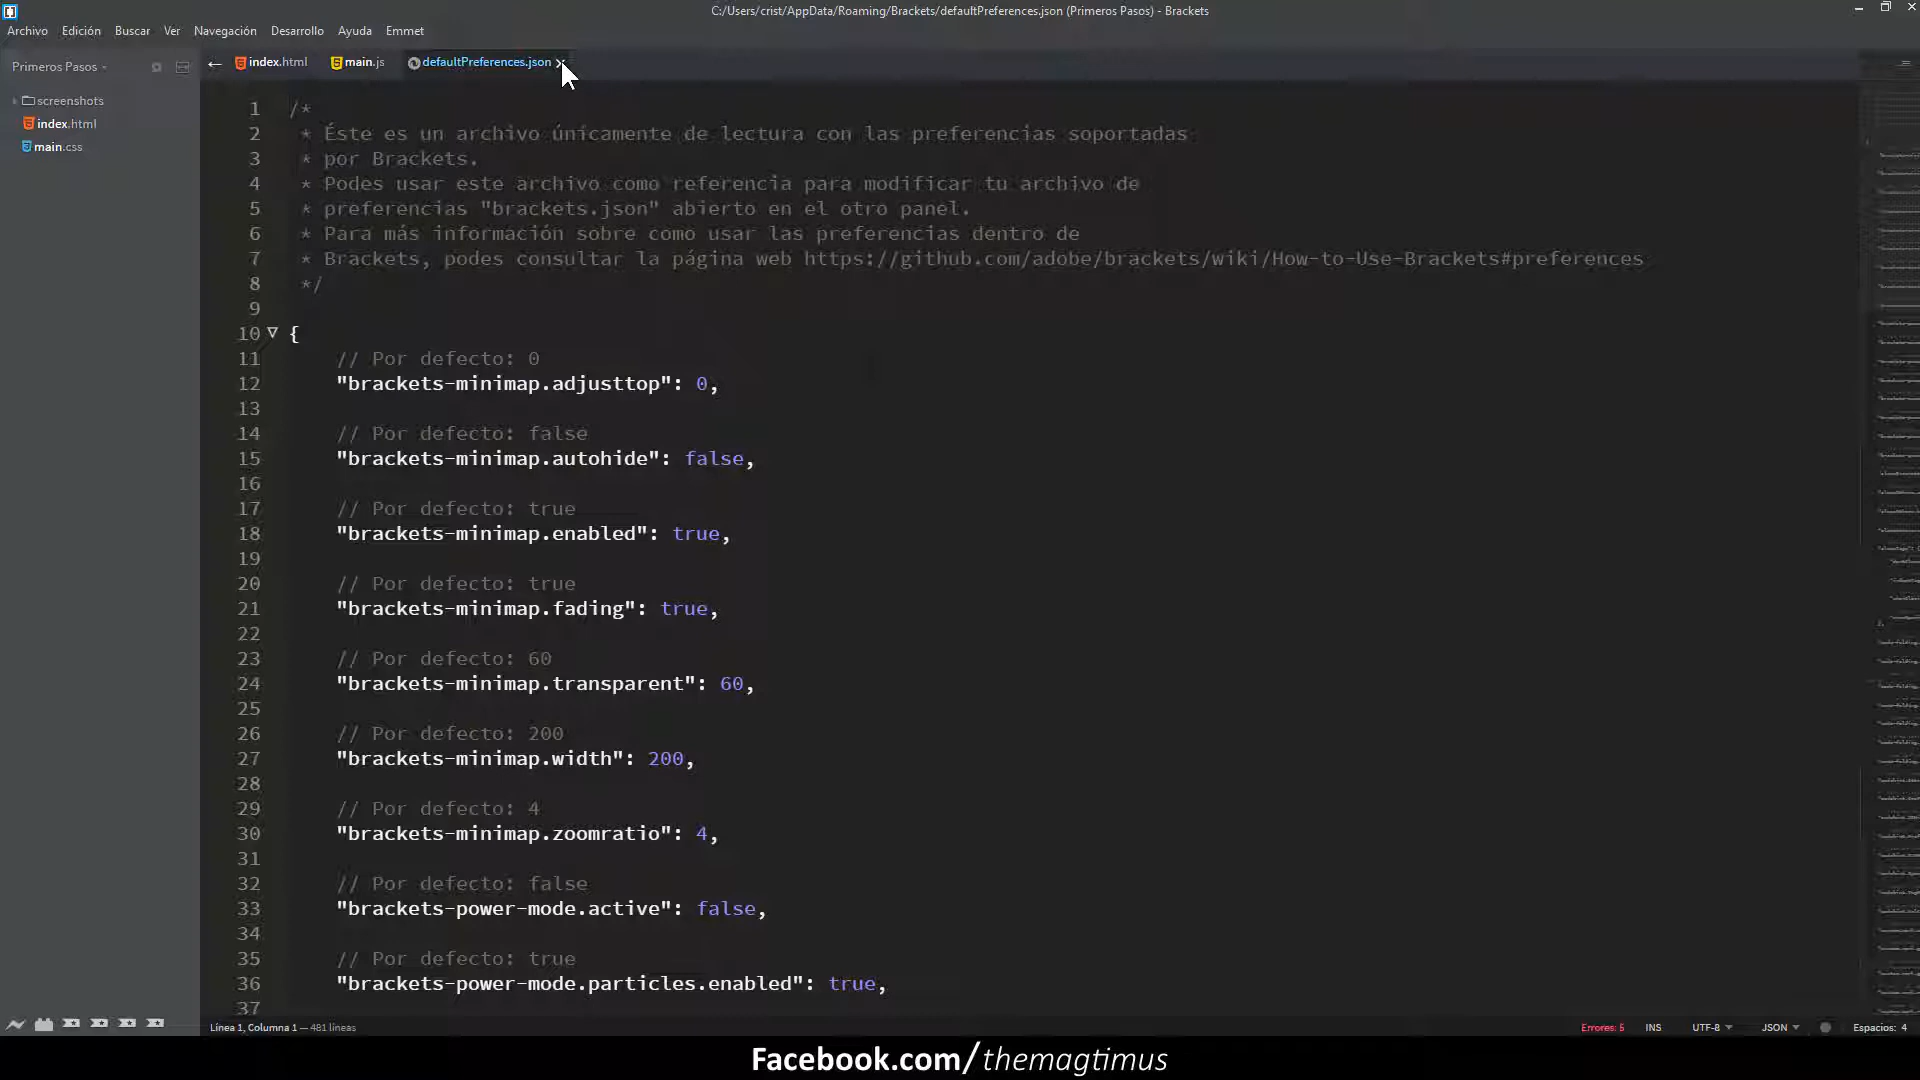 C:/Users/crist/AppData/Roaming/Brackets/defaultPreferences.json (Primeros Pasos) - Brackets
Archivo Edición Buscar Ver Navegación Desarrollo Ayuda Emmet
Primeros Pasos
index.html main.js defaultPreferences.json
screenshots
index.html
main.css
1 /*
2 * Éste es un archivo únicamente de lectura con las preferencias soportadas
3 * por Brackets.
4 * Podes usar este archivo como referencia para modificar tu archivo de
5 * preferencias "brackets.json" abierto en el otro panel.
6 * Para más información sobre como usar las preferencias dentro de
7 * Brackets, podes consultar la página web https://github.com/adobe/brackets/wiki/How-to-Use-Brackets#preferences
8 */
9
10 {
11 // Por defecto: 0
12 "brackets-minimap.adjusttop": 0,
13
14 // Por defecto: false
15 "brackets-minimap.autohide": false,
16
17 // Por defecto: true
18 "brackets-minimap.enabled": true,
19
20 // Por defecto: true
21 "brackets-minimap.fading": true,
22
23 // Por defecto: 60
24 "brackets-minimap.transparent": 60,
25
26 // Por defecto: 200
27 "brackets-minimap.width": 200,
28
29 // Por defecto: 4
30 "brackets-minimap.zoomratio": 4,
31
32 // Por defecto: false
33 "brackets-power-mode.active": false,
34
35 // Por defecto: true
36 "brackets-power-mode.particles.enabled": true,
37
Línea 1, Columna 1 — 481 líneas
Errores: 5 INS UTF-8 JSON Espacios: 4
Facebook.com/themagtimus